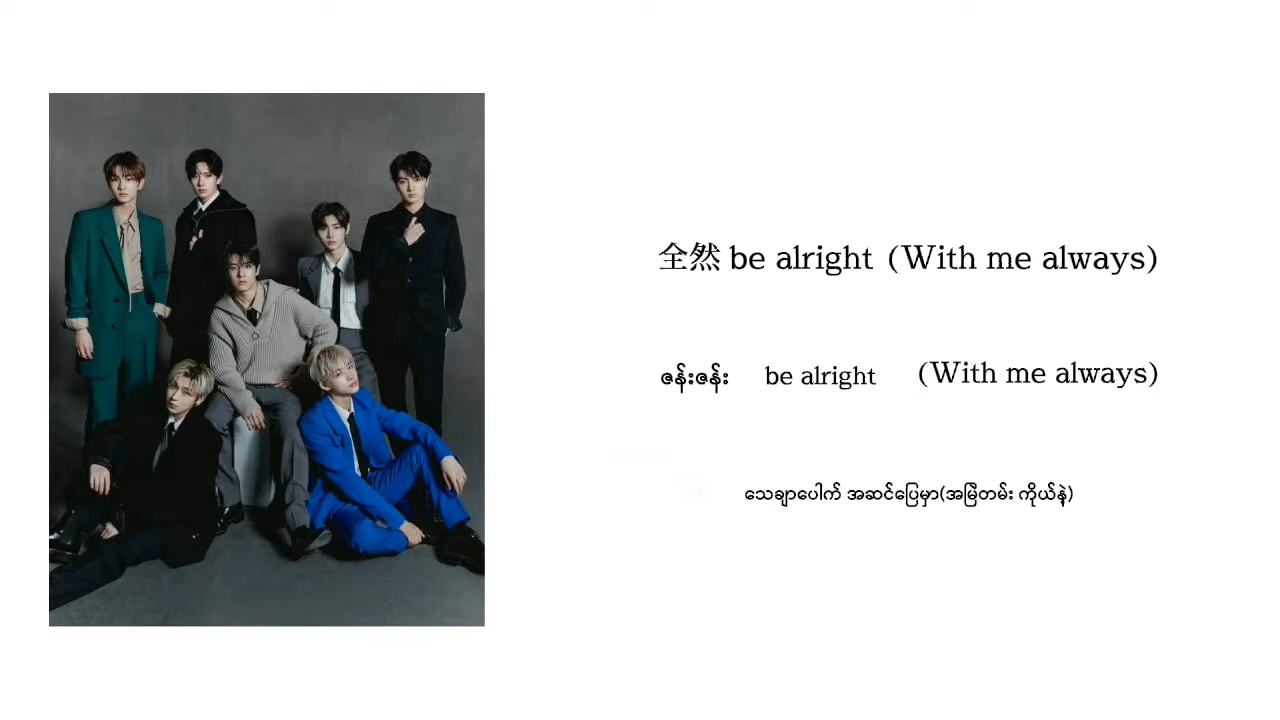 全然 be alright (With me always)
ဇန်းဇန်း be alright (With me always)
သေချာပေါက် အဆင်ပြေမှာ(အမြဲတမ်း ကိုယ်နဲ့)